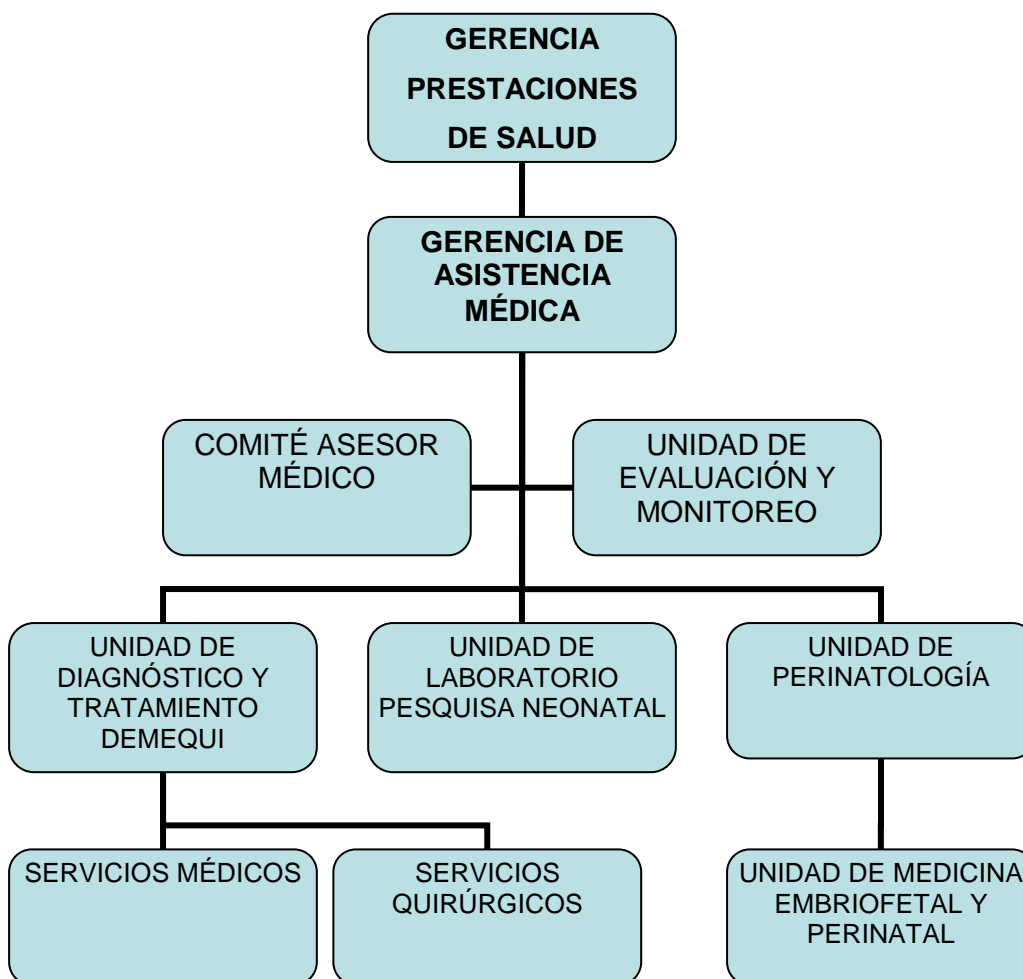 GERENCIA
PRESTACIONES
DE SALUD
GERENCIA DE
ASISTENCIA
MÉDICA
COMITÉ ASESOR
MÉDICO
UNIDAD DE
EVALUACIÓN Y
MONITOREO
UNIDAD DE
DIAGNÓSTICO Y
TRATAMIENTO
DEMEQUI
UNIDAD DE
LABORATORIO
PESQUISA NEONATAL
UNIDAD DE
PERINATOLOGÍA
SERVICIOS MÉDICOS
SERVICIOS
QUIRÚRGICOS
UNIDAD DE MEDICINA
EMBRIOFETAL Y
PERINATAL